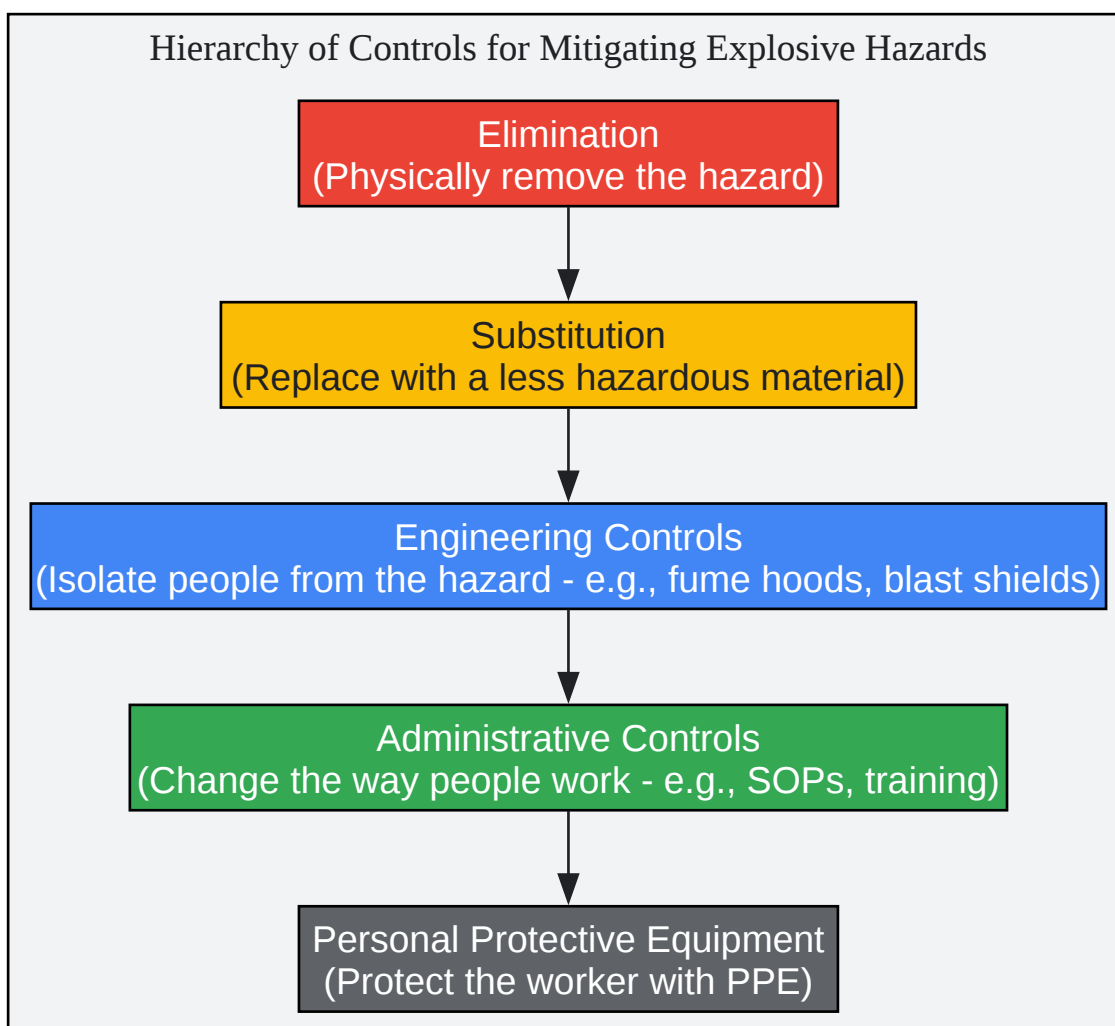 Hierarchy of Controls for Mitigating Explosive Hazards
Elimination
(Physically remove the hazard)
Substitution
(Replace with a less hazardous material)
Engineering Controls
(Isolate people from the hazard - e.g., fume hoods, blast shields)
Administrative Controls
(Change the way people work - e.g., SOPs, training)
Personal Protective Equipment
(Protect the worker with PPE)